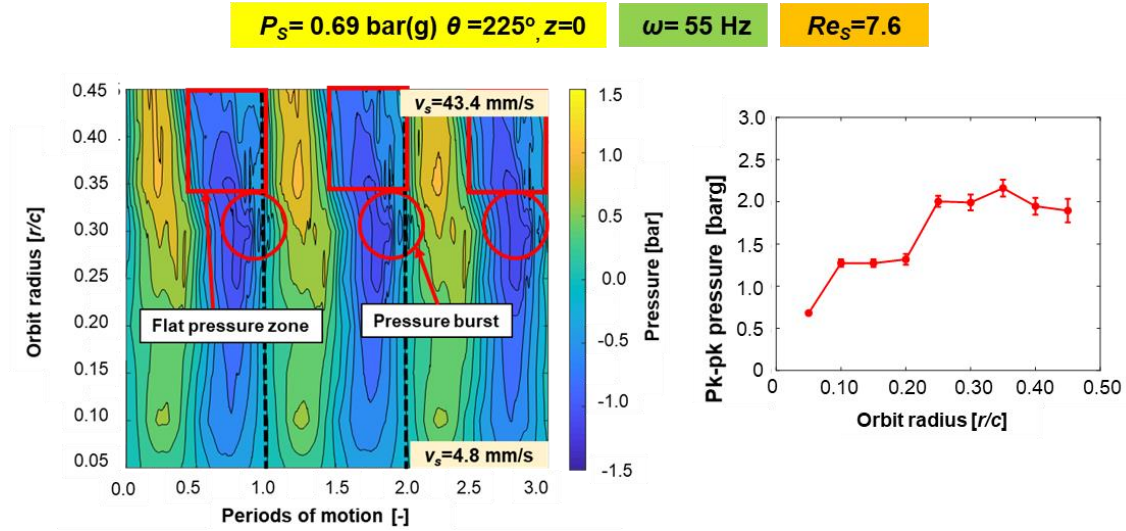 P_S= 0.69 bar(g) θ =225°, z=0
ω= 55 Hz
Re_S=7.6
Orbit radius [r/c]
0.45
0.40
0.35
0.30
0.25
0.20
0.15
0.10
0.05
v_s=43.4 mm/s
Flat pressure zone
Pressure burst
v_s=4.8 mm/s
0.0 0.5 1.0 1.5 2.0 2.5 3.0
Periods of motion [-]
1.5
1.0
0.5
0.0
-0.5
-1.0
-1.5
Pressure [bar]
Pk-pk pressure [barg]
3.0
2.5
2.0
1.5
1.0
0.5
0
0 0.10 0.20 0.30 0.40 0.50
Orbit radius [r/c]